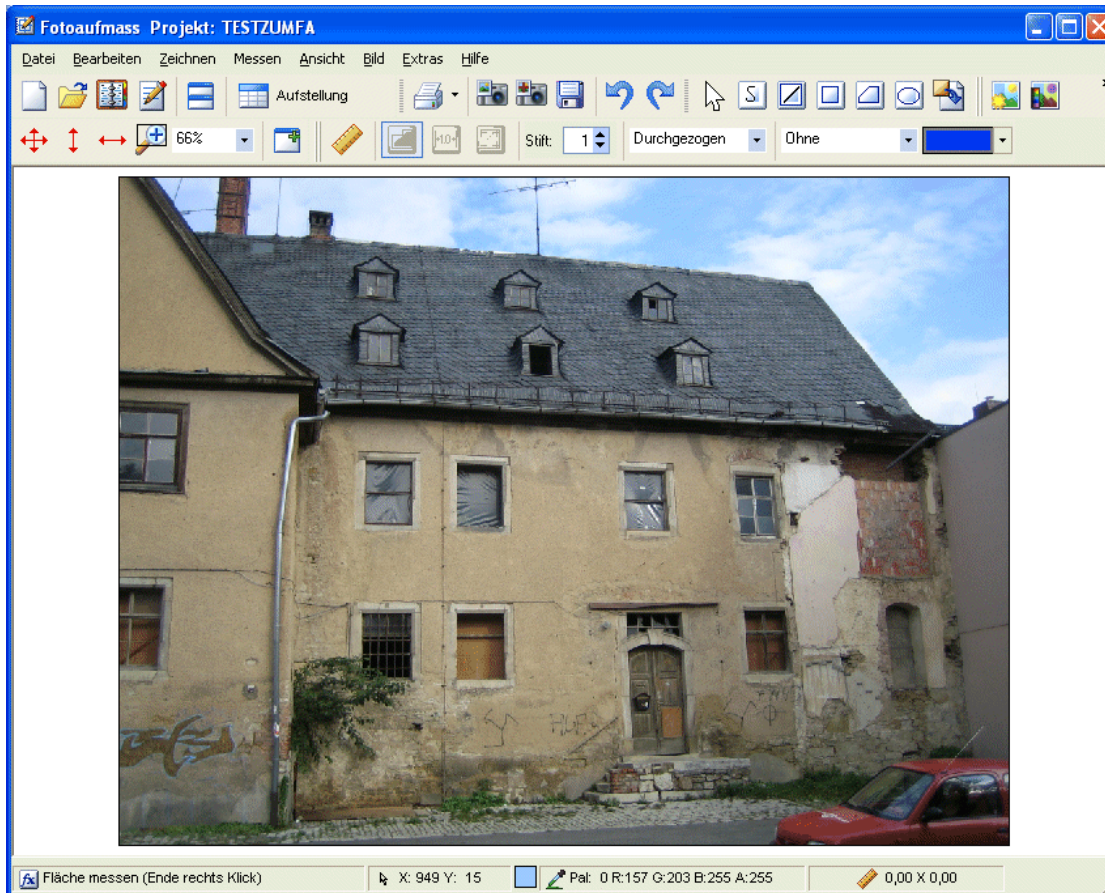 Fotoaufmass Projekt: TESTZUMFA
Datei Bearbeiten Zeichnen Messen Ansicht Bild Extras Hilfe
Aufstellung
66% Stift: 1 Durchgezogen Ohne
Fläche messen (Ende rechts Klick) X: 949 Y: 15 Pal: 0 R:157 G:203 B:255 A:255 0,00 X 0,00